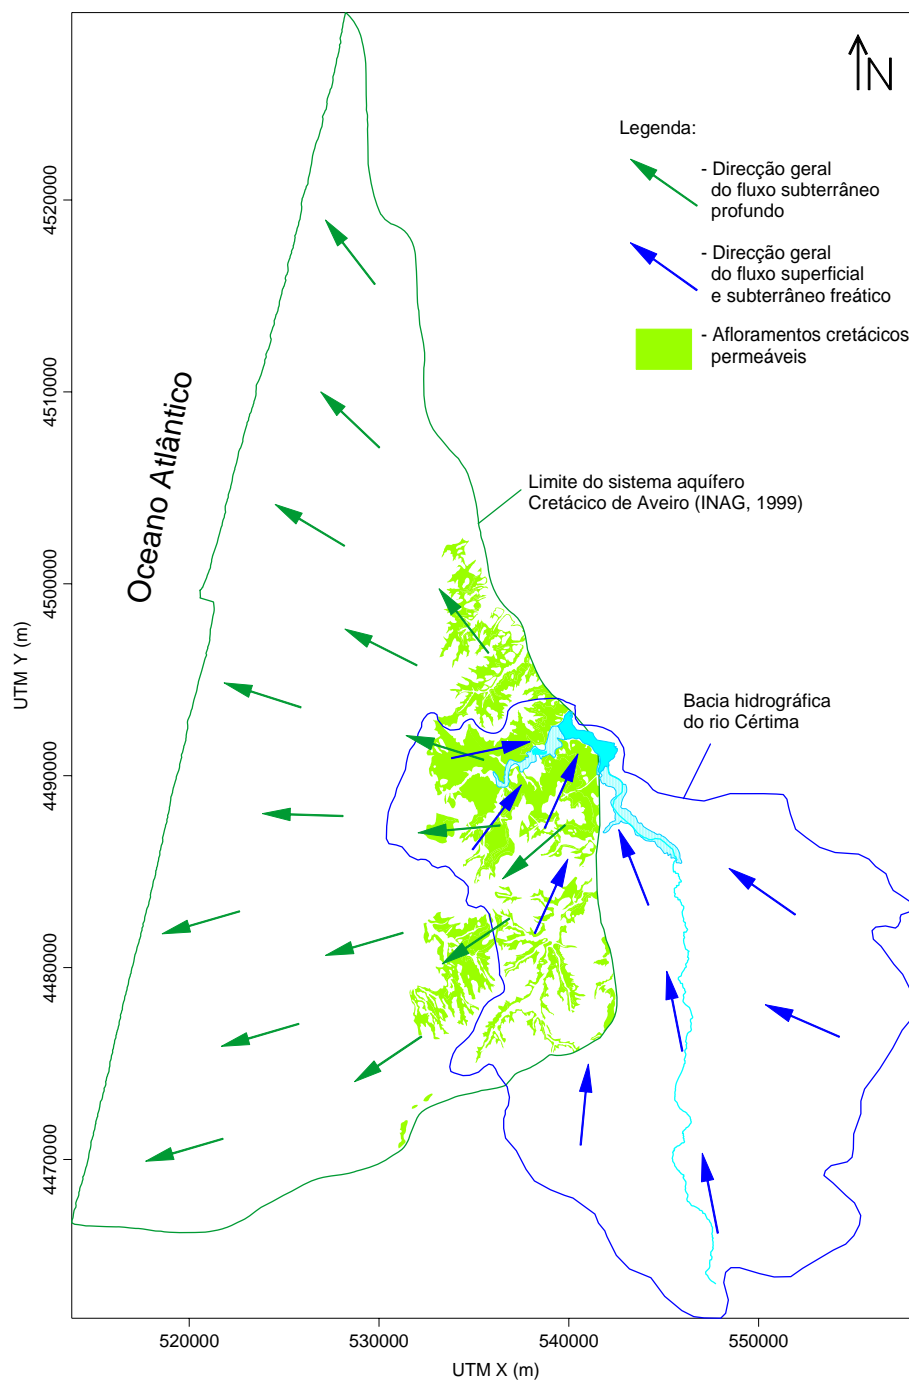 N
Legenda:
- Direcção geral
do fluxo subterrâneo
profundo
- Direcção geral
do fluxo superficial
e subterrâneo freático
- Afloramentos cretácicos
permeáveis
Oceano Atlântico
Limite do sistema aquífero
Cretácico de Aveiro (INAG, 1999)
Bacia hidrográfica
do rio Cértima
UTM Y (m)
4520000
4510000
4500000
4490000
4480000
4470000
520000
530000
540000
550000
UTM X (m)